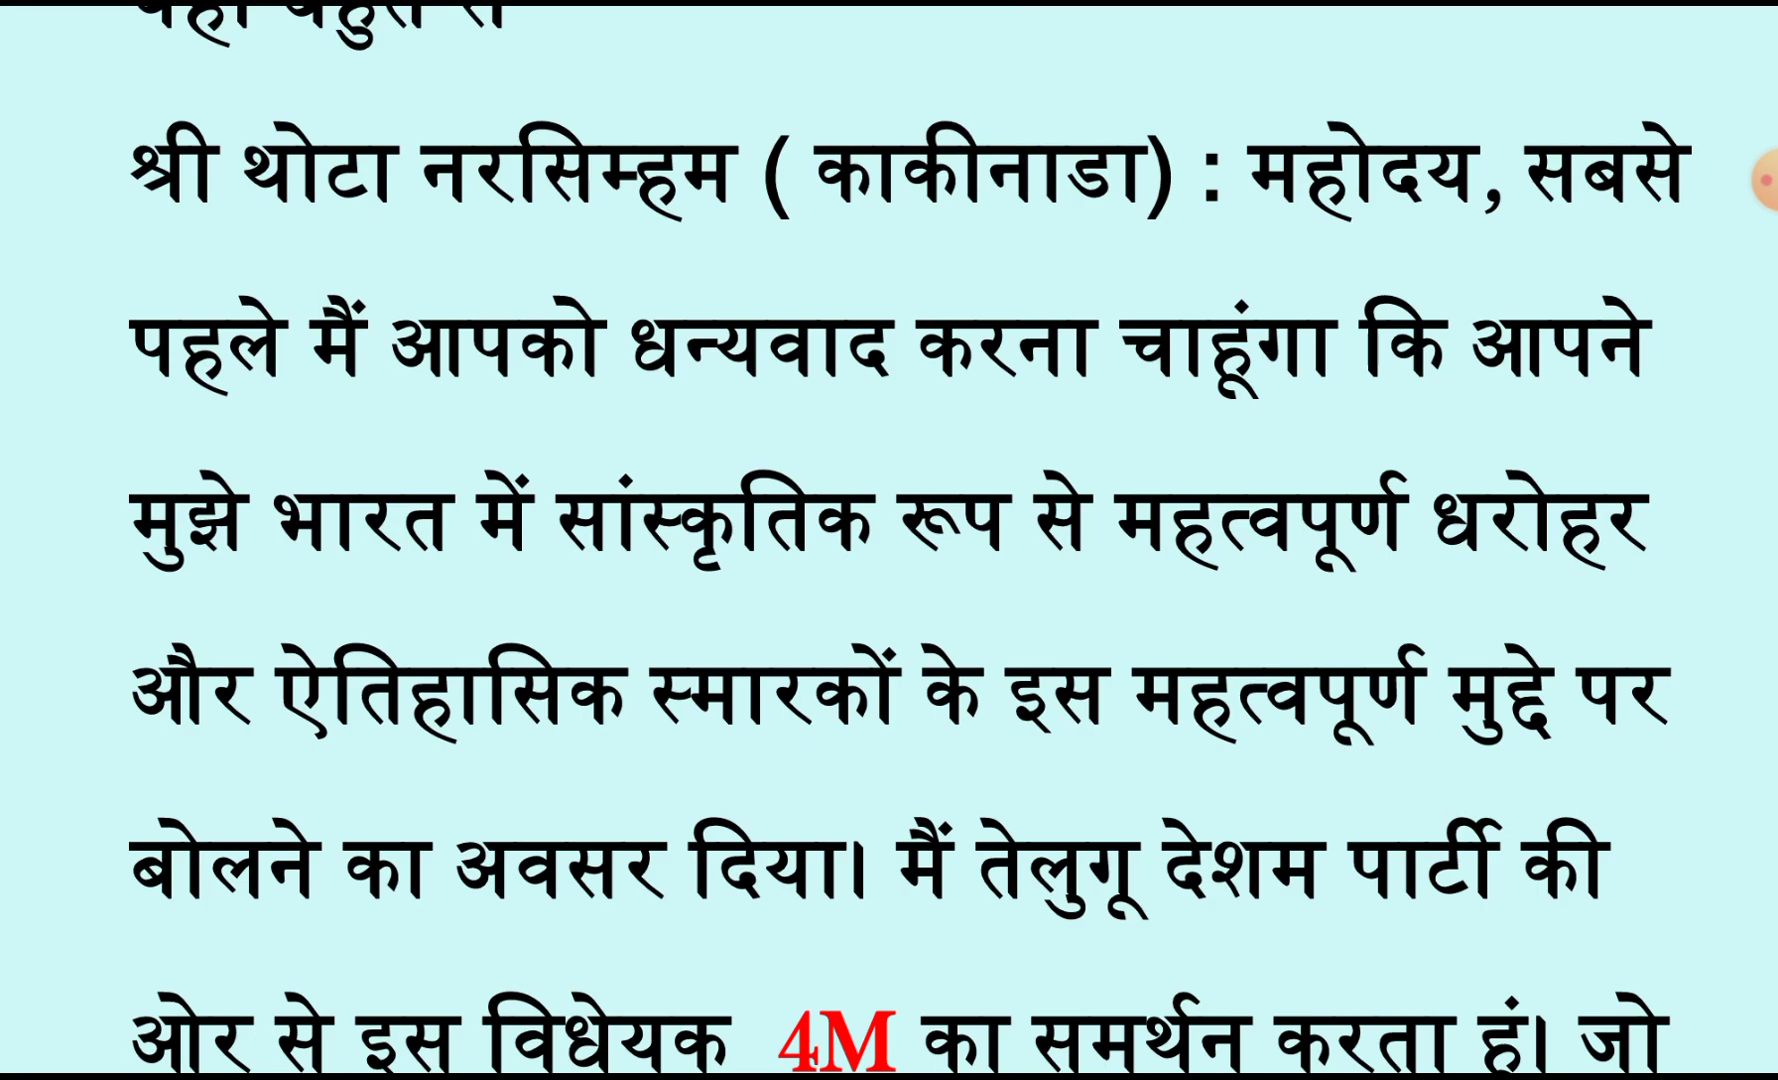 श्री थोटा नरसिम्हम ( काकीनाडा) : महोदय, सबसे
पहले मैं आपको धन्यवाद करना चाहूंगा कि आपने
मुझे भारत में सांस्कृतिक रूप से महत्वपूर्ण धरोहर
और ऐतिहासिक स्मारकों के इस महत्वपूर्ण मुद्दे पर
बोलने का अवसर दिया। मैं तेलुगू देशम पार्टी की
ओर से इस विधेयक 4M का समर्थन करता हूं। जो